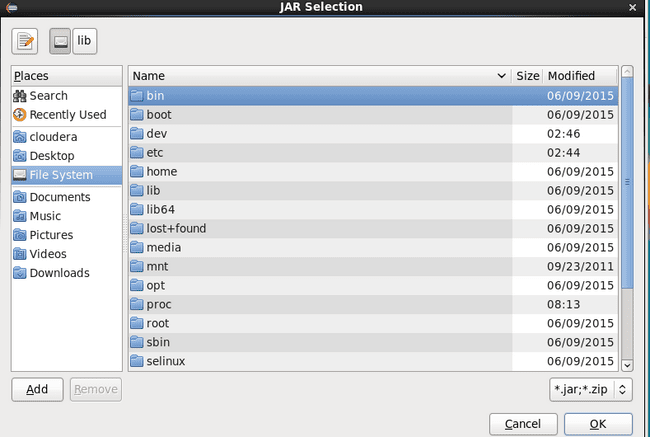 JAR Selection
lib
Places
Search
Recently Used
cloudera
Desktop
File System
Documents
Music
Pictures
Videos
Downloads
Name Size Modified
bin 06/09/2015
boot 06/09/2015
dev 02:46
etc 02:44
home 06/09/2015
lib 06/09/2015
lib64 06/09/2015
lost+found 06/09/2015
media 06/09/2015
mnt 09/23/2011
opt 06/09/2015
proc 08:13
root 06/09/2015
sbin 06/09/2015
selinux 06/09/2015
Add Remove *.jar;*.zip
Cancel OK